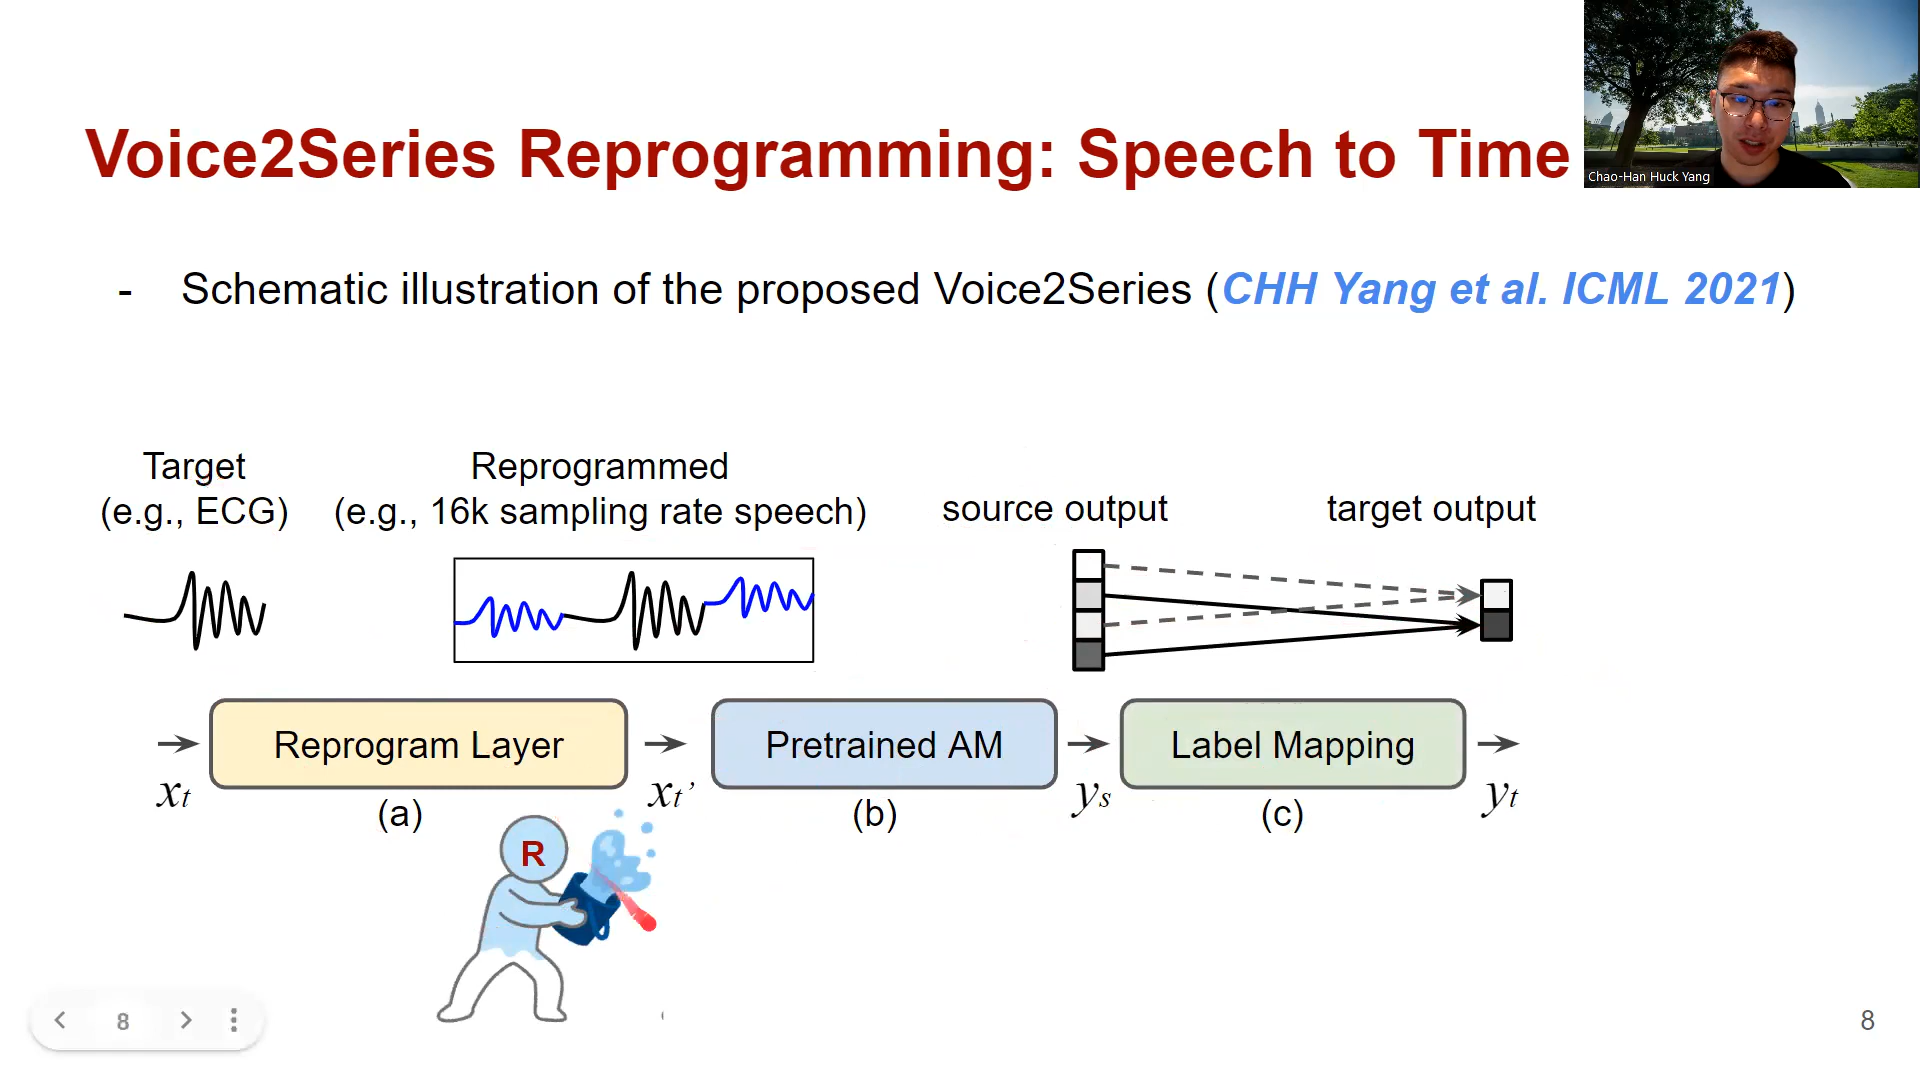 Voice2Series Reprogramming: Speech to Time
Chao-Han Huck Yang
- Schematic illustration of the proposed Voice2Series (CHH Yang et al. ICML 2021)
Target
(e.g., ECG)
Reprogrammed
(e.g., 16k sampling rate speech)
source output
target output
Reprogram Layer
Pretrained AM
Label Mapping
xt
xt’
ys
yt
(a)
(b)
(c)
R
8
8